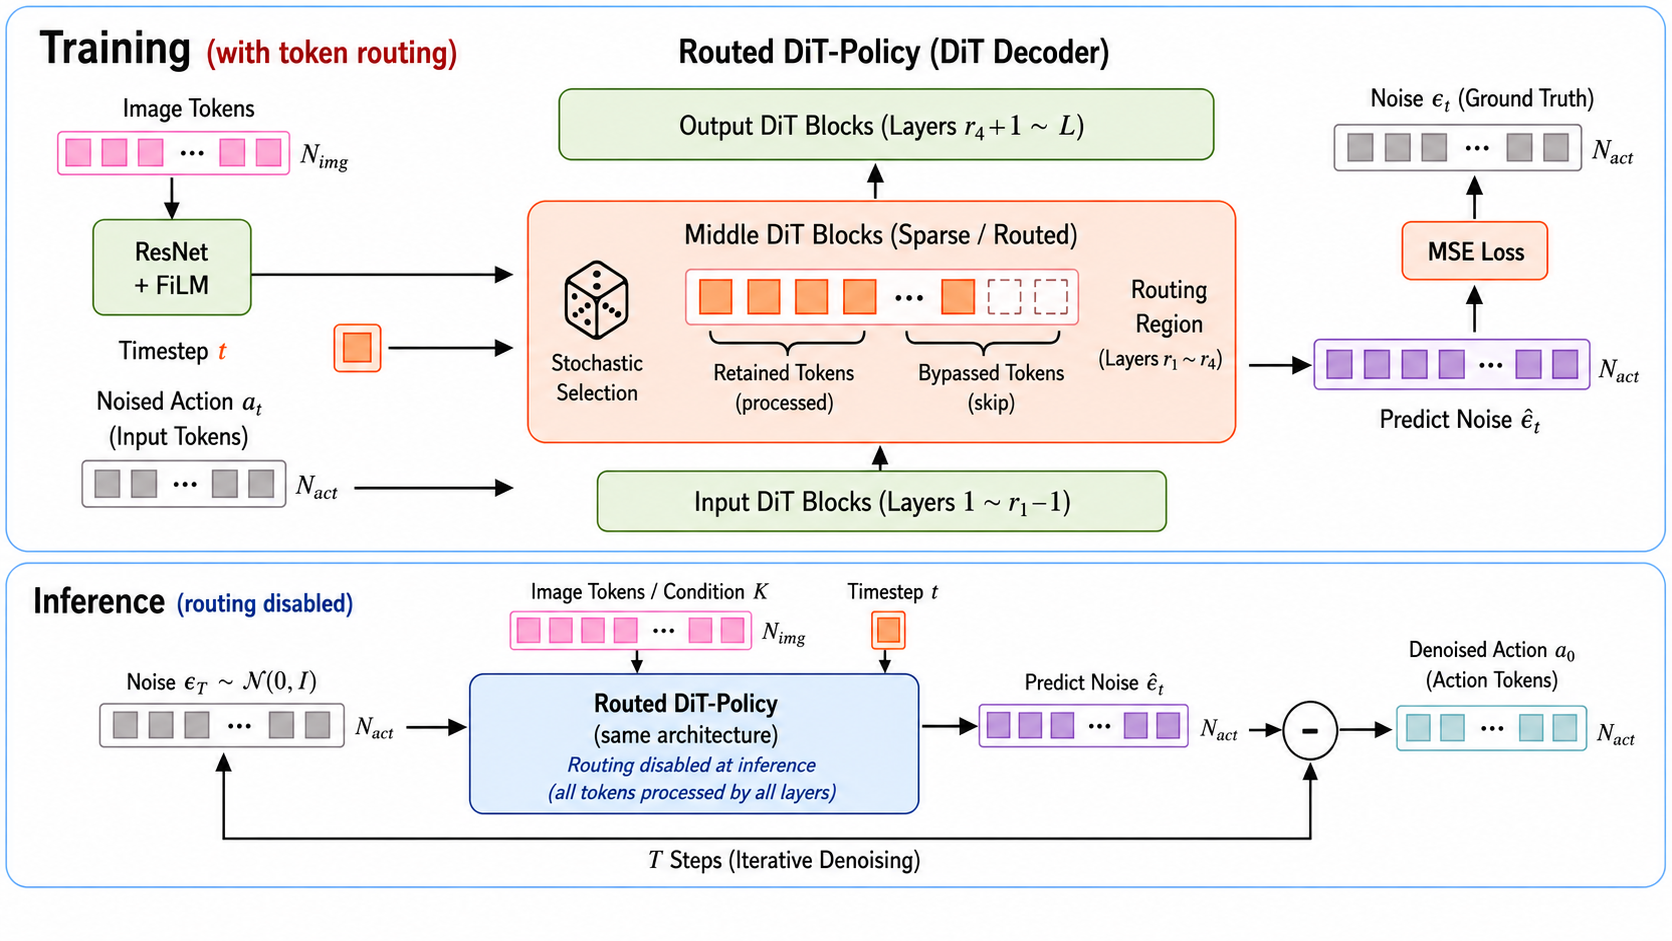 Training (with token routing)
Routed DiT-Policy (DiT Decoder)
Image Tokens
N_img
ResNet
+ FiLM
Timestep t
Noised Action a_t
(Input Tokens)
N_act
Output DiT Blocks (Layers r_4+1 ~ L)
Middle DiT Blocks (Sparse / Routed)
Stochastic
Selection
...
Retained Tokens
(processed)
Bypassed Tokens
(skip)
Routing
Region
(Layers r_1 ~ r_4)
Input DiT Blocks (Layers 1 ~ r_1−1)
Noise ϵ_t (Ground Truth)
N_act
MSE Loss
N_act
Predict Noise ϵ̂_t
Inference (routing disabled)
Image Tokens / Condition K
N_img
Timestep t
Noise ϵ_T ~ 𝒩(0, I)
N_act
Routed DiT-Policy
(same architecture)
Routing disabled at inference
(all tokens processed by all layers)
Predict Noise ϵ̂_t
N_act
-
Denoised Action a_0
(Action Tokens)
N_act
T Steps (Iterative Denoising)